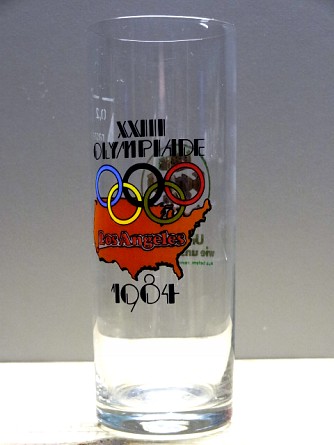 XXIII
OLYMPIADE
Los Angeles
1984